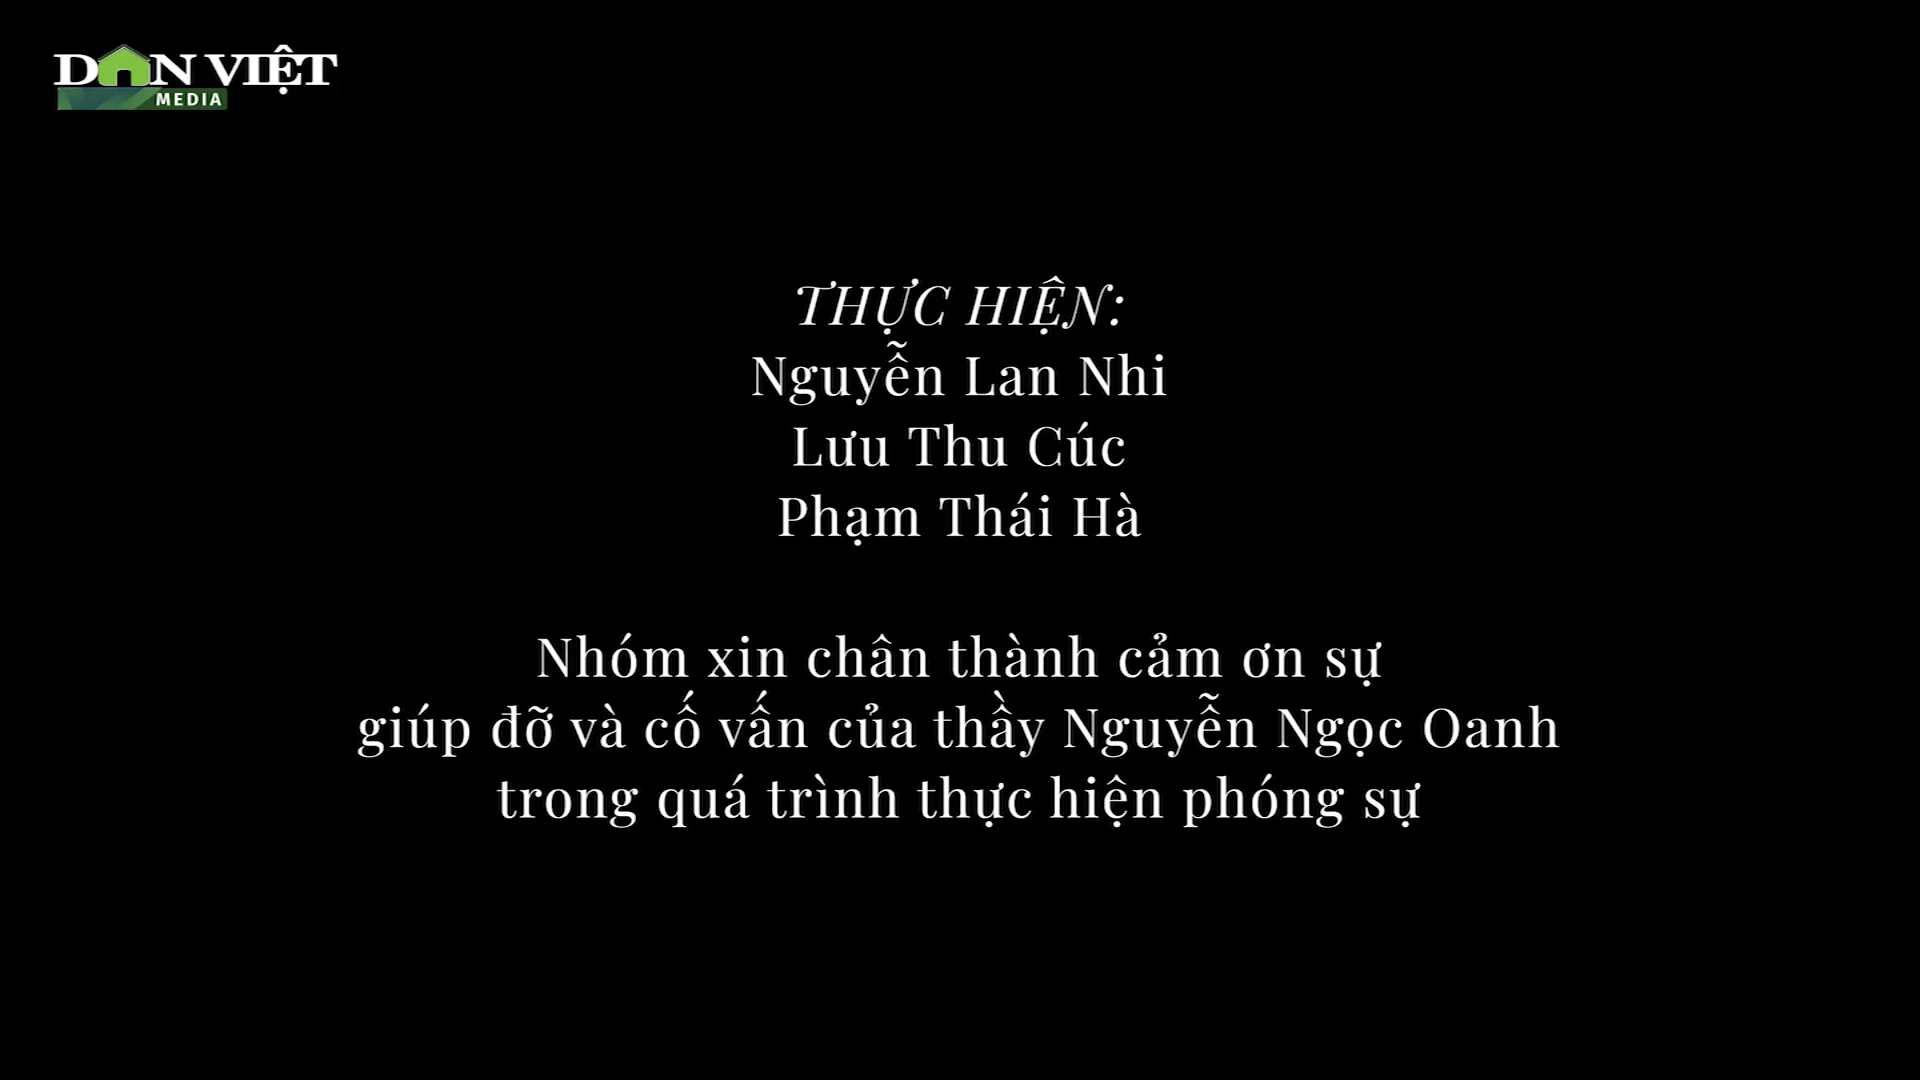 DÂN VIỆT
MEDIA
THỰC HIỆN:
Nguyễn Lan Nhi
Lưu Thu Cúc
Phạm Thái Hà
Nhóm xin chân thành cảm ơn sự
giúp đỡ và cố vấn của thầy Nguyễn Ngọc Oanh
trong quá trình thực hiện phóng sự